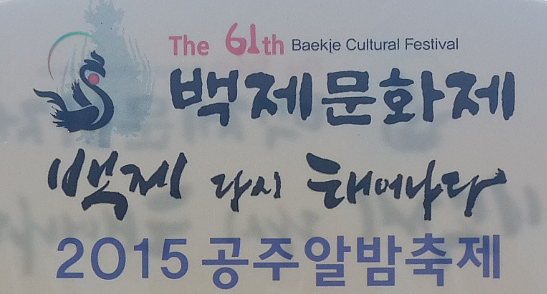 The 61th Baekje Cultural Festival
백제문화제
백제 다시 태어나다
2015 공주알밤축제